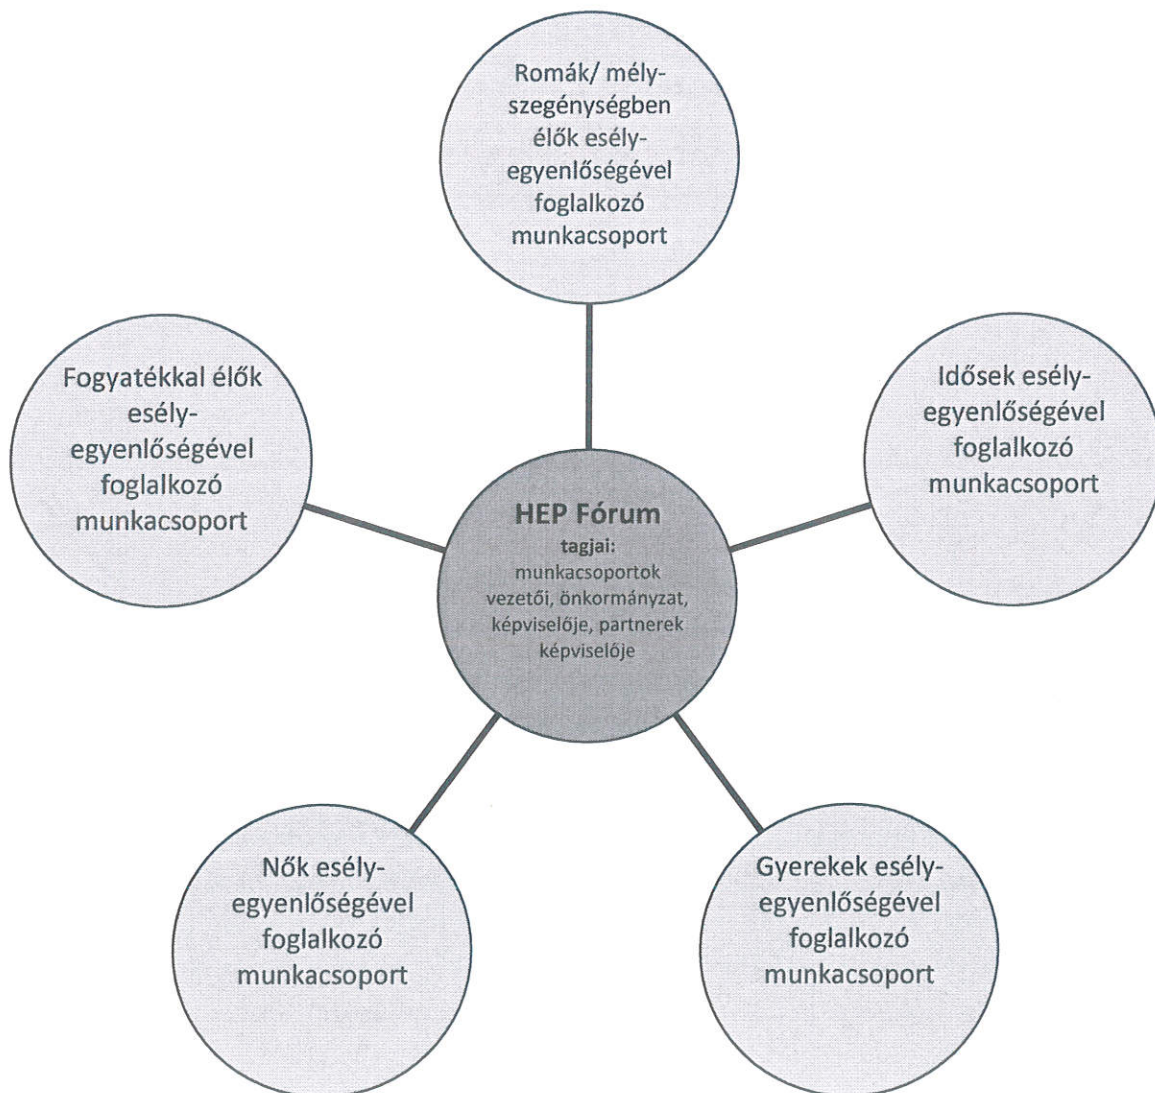 Romák/ mély-
szegénységben
élők esély-
egyenlőségével
foglalkozó
munkacsoport
Fogyatékkal élők
esély-
egyenlőségével
foglalkozó
munkacsoport
Idősek esély-
egyenlőségével
foglalkozó
munkacsoport
HEP Fórum
tagjai:
munkacsoportok
vezetői, önkormányzat,
képviselője, partnerek
képviselője
Nők esély-
egyenlőségével
foglalkozó
munkacsoport
Gyerekek esély-
egyenlőségével
foglalkozó
munkacsoport